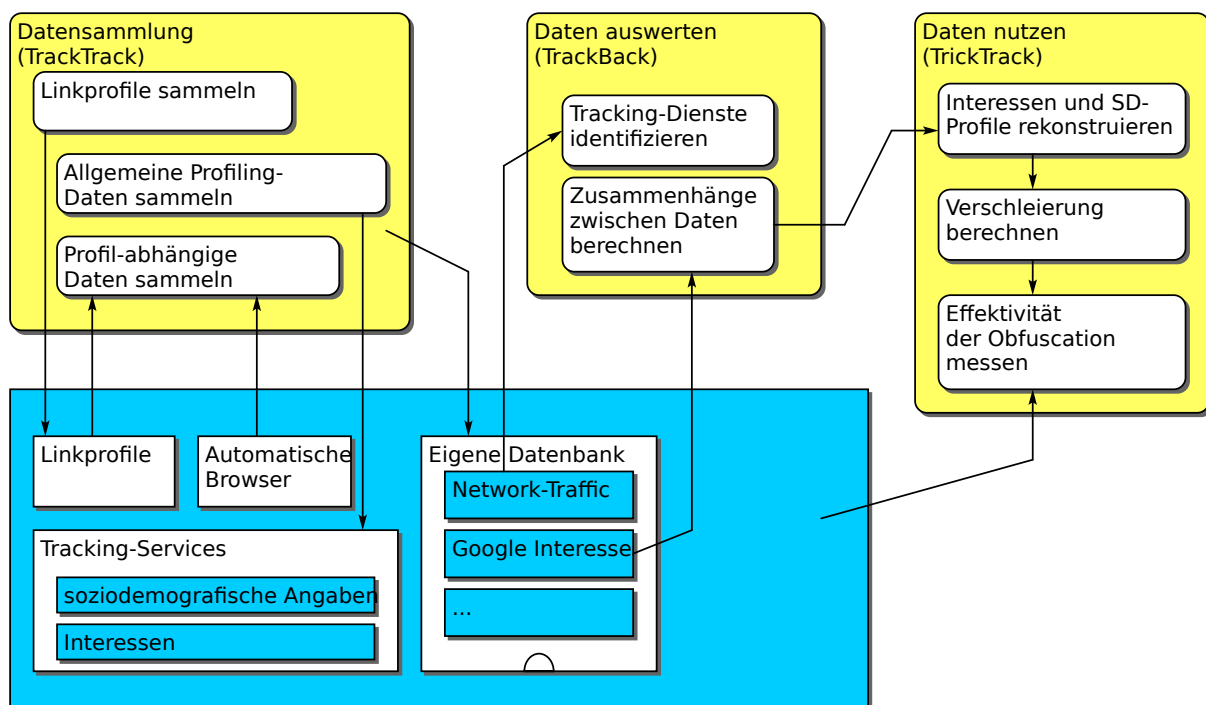 Datensammlung
(TrackTrack)
Linkprofile sammeln
Allgemeine Profiling-
Daten sammeln
Profil-abhängige
Daten sammeln
Daten auswerten
(TrackBack)
Tracking-Dienste
identifizieren
Zusammenhänge
zwischen Daten
berechnen
Daten nutzen
(TrickTrack)
Interessen und SD-
Profile rekonstruieren
Verschleierung
berechnen
Effektivität
der Obfuscation
messen
Linkprofile
Automatische
Browser
Tracking-Services
soziodemografische Angaben
Interessen
Eigene Datenbank
Network-Traffic
Google Interesse
...